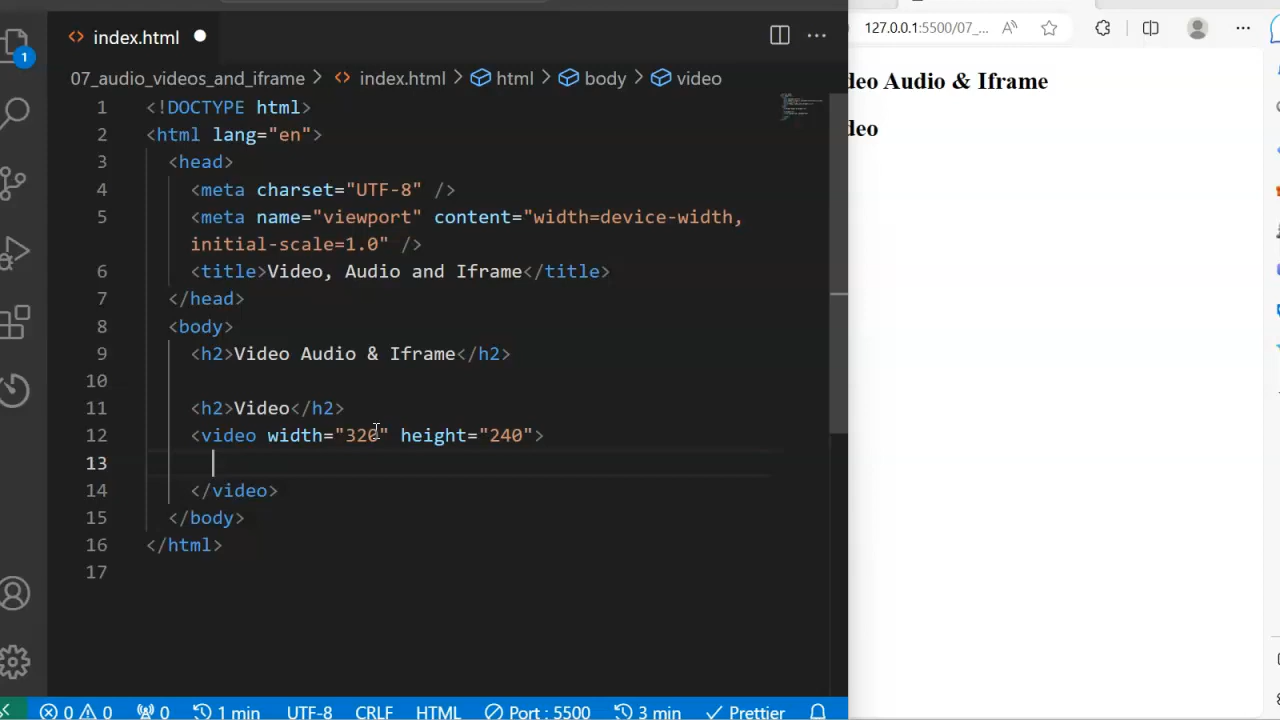 index.html
07_audio_videos_and_iframe > index.html > html > body > video
1 <!DOCTYPE html>
2 <html lang="en">
3 <head>
4 <meta charset="UTF-8" />
5 <meta name="viewport" content="width=device-width,
initial-scale=1.0" />
6 <title>Video, Audio and Iframe</title>
7 </head>
8 <body>
9 <h2>Video Audio & Iframe</h2>
10
11 <h2>Video</h2>
12 <video width="320" height="240">
13
14 </video>
15 </body>
16 </html>
17
1
0 0 0 1 min UTF-8 CRLF HTML Port : 5500 3 min Prettier
127.0.0.1:5500/07_...
deo Audio & Iframe
deo